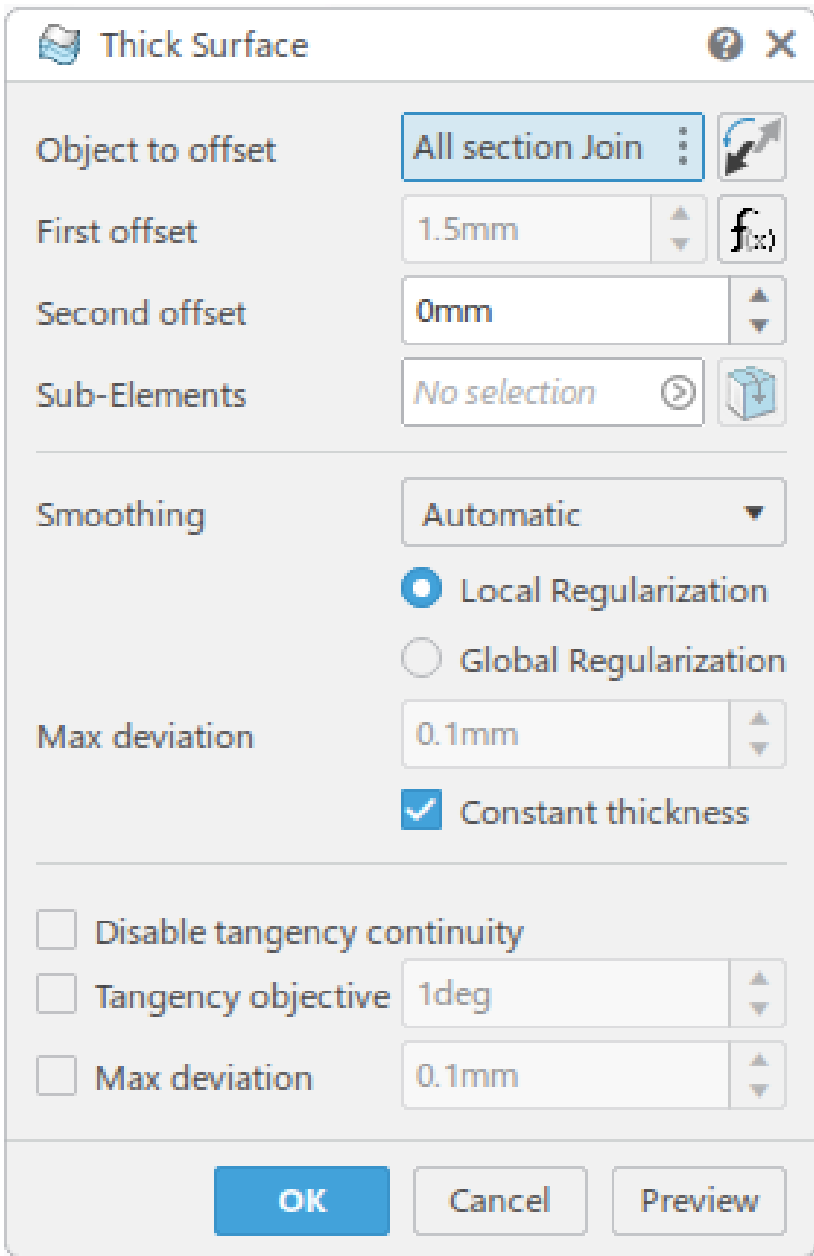 Thick Surface
Object to offset All section Join
First offset 1.5mm f(x)
Second offset 0mm
Sub-Elements No selection
Smoothing Automatic
Local Regularization
Global Regularization
Max deviation 0.1mm
Constant thickness
Disable tangency continuity
Tangency objective 1deg
Max deviation 0.1mm
OK Cancel Preview